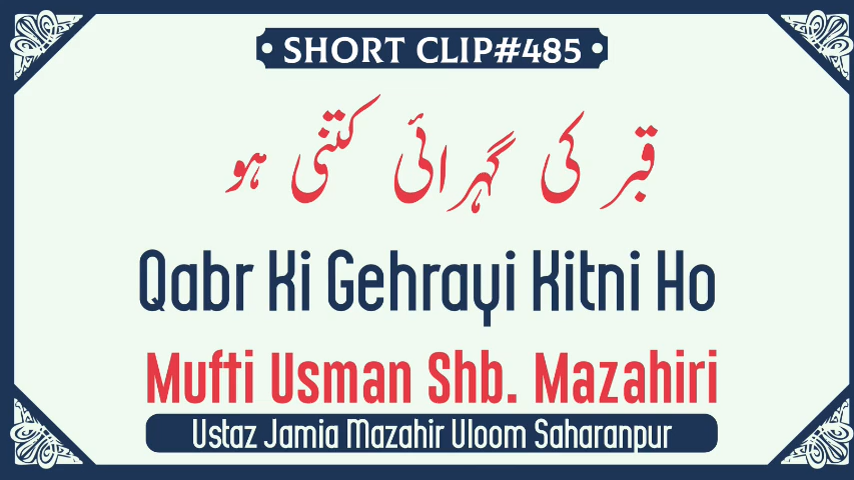 SHORT CLIP#485
قبر کی گہرائی کتنی ہو
Qabr Ki Gehrayi Kitni Ho
Mufti Usman Shb. Mazahiri
Ustaz Jamia Mazahir Uloom Saharanpur